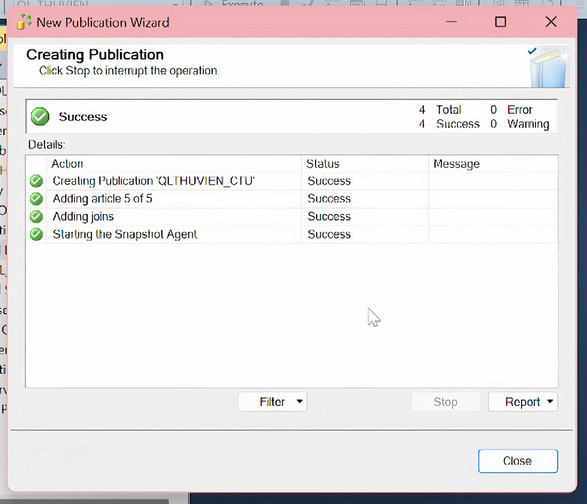 New Publication Wizard
Creating Publication
Click Stop to interrupt the operation.
Success
4 Total 0 Error
4 Success 0 Warning
Details:
Action Status Message
Creating Publication 'QLTHUVIEN_CTU' Success
Adding article 5 of 5 Success
Adding joins Success
Starting the Snapshot Agent Success
Filter Stop Report
Close